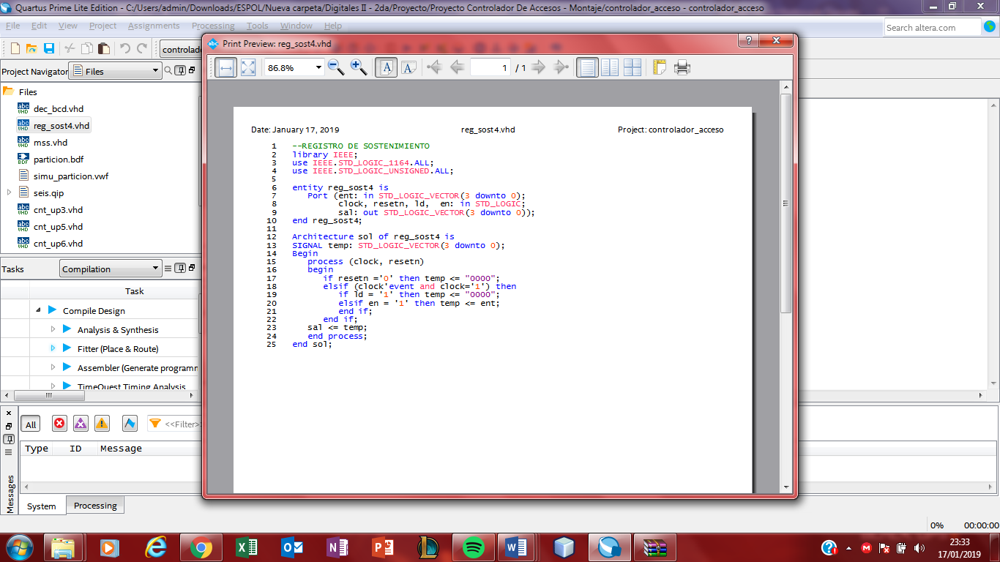 Quartus Prime Lite Edition - C:/Users/admin/Downloads/ESPOL/Nueva carpeta/Digitales II - 2da/Proyecto/Proyecto Controlador De Accesos - Montaje/controlador_acceso - controlador_acceso
File Edit View Project Assignments Processing Tools Window Help
Search altera.com
controlad
Project Navigator Files
Files
dec_bcd.vhd
reg_sost4.vhd
mss.vhd
particion.bdf
simu_particion.vwf
seis.qip
cnt_up3.vhd
cnt_up5.vhd
cnt_up6.vhd
Tasks Compilation
Task
Compile Design
Analysis & Synthesis
Fitter (Place & Route)
Assembler (Generate programm
TimeQuest Timing Analysis
Print Preview: reg_sost4.vhd
86.8% 1 / 1
Date: January 17, 2019 reg_sost4.vhd Project: controlador_acceso
1 --REGISTRO DE SOSTENIMIENTO
2 library IEEE;
3 use IEEE.STD_LOGIC_1164.ALL;
4 use IEEE.STD_LOGIC_UNSIGNED.ALL;
5
6 entity reg_sost4 is
7 Port (ent: in STD_LOGIC_VECTOR(3 downto 0);
8 clock, resetn, ld, en: in STD_LOGIC;
9 sal: out STD_LOGIC_VECTOR(3 downto 0));
10 end reg_sost4;
11
12 Architecture sol of reg_sost4 is
13 SIGNAL temp: STD_LOGIC_VECTOR(3 downto 0);
14 Begin
15 process (clock, resetn)
16 begin
17 if resetn ='0' then temp <= "0000";
18 elsif (clock'event and clock='1') then
19 if ld = '1' then temp <= "0000";
20 elsif en = '1' then temp <= ent;
21 end if;
22 end if;
23 sal <= temp;
24 end process;
25 end sol;
All <<Filter>>
Type ID Message
Messages
System Processing
0% 00:00:00
23:33
17/01/2019